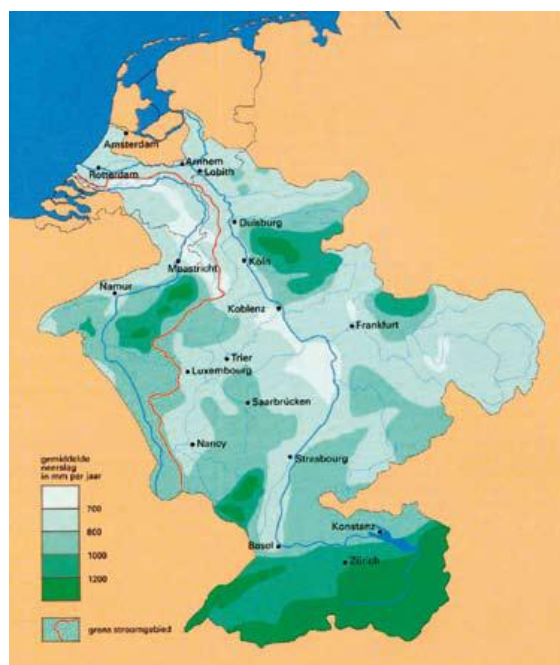 Amsterdam
Arnhem
Lobith
Rotterdam
Duisburg
Maastricht
Köln
Namur
Koblenz
Frankfurt
Trier
Luxembourg
Saarbrücken
Nancy
Strasbourg
gemiddelde
neerslag
in mm per jaar
700
800
1000
1200
Konstanz
Basel
Zürich
grens stroomgebied